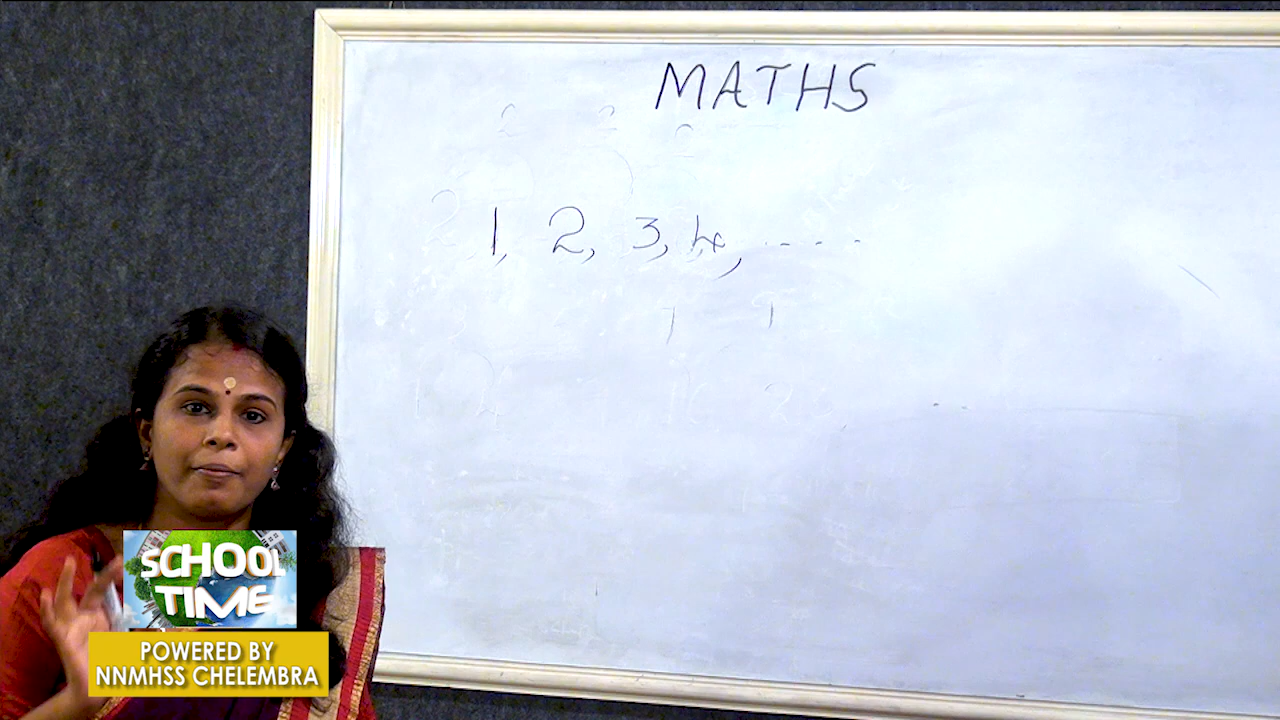 MATHS
1, 2, 3, 4, ....
SCHOOL
TIME
POWERED BY
NNMHSS CHELEMBRA